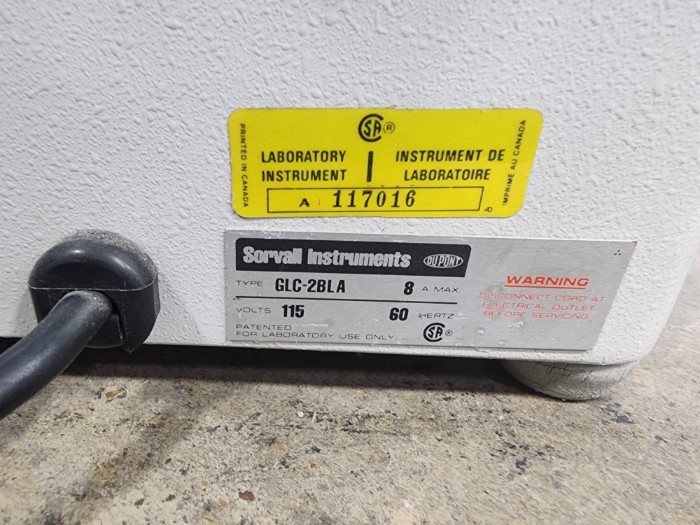 SA ®
PRINTED IN CANADA
LABORATORY INSTRUMENT
INSTRUMENT DE LABORATOIRE
IMPRIMÉ AU CANADA
A 117016
Sorvall Instruments DU PONT
TYPE GLC-2BLA 8 A. MAX
VOLTS 115 60 HERTZ
PATENTED
FOR LABORATORY USE ONLY
SA ®
WARNING
DISCONNECT CORD AT
ELECTRICAL OUTLET
BEFORE SERVICING.